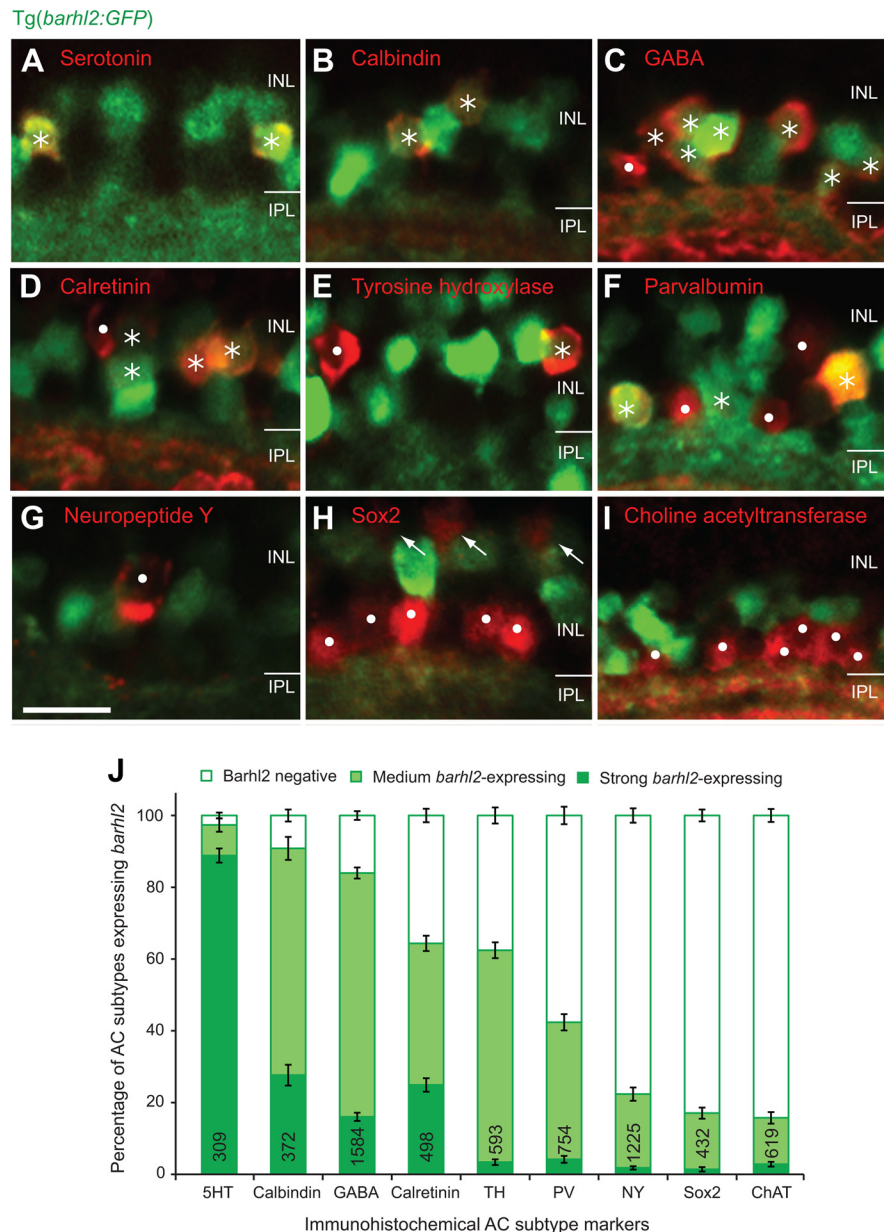 Tg(barhl2:GFP)
A Serotonin INL IPL
B Calbindin INL IPL
C GABA INL IPL
D Calretinin INL IPL
E Tyrosine hydroxylase INL IPL
F Parvalbumin INL IPL
G Neuropeptide Y INL IPL
H Sox2 INL IPL
I Choline acetyltransferase INL IPL
J
Barhl2 negative Medium barhl2-expressing Strong barhl2-expressing
Percentage of AC subtypes expressing barhl2
100
80
60
40
20
0
309 372 1584 498 593 754 1225 432 619
5HT Calbindin GABA Calretinin TH PV NY Sox2 ChAT
Immunohistochemical AC subtype markers